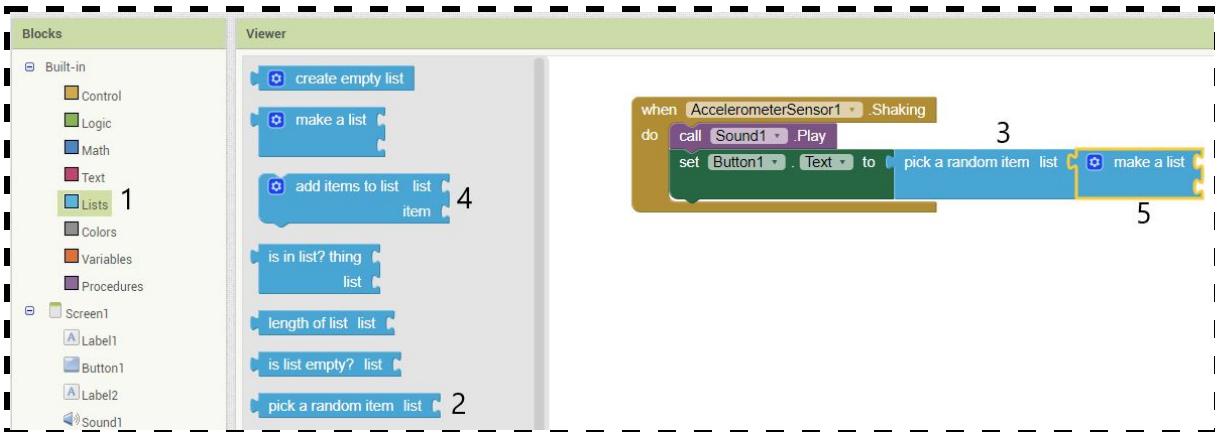 Blocks
Viewer
Built-in
Control
Logic
Math
Text
Lists 1
Colors
Variables
Procedures
Screen1
Label1
Button1
Label2
Sound1
create empty list
make a list
add items to list list
item
4
is in list? thing
list
length of list list
is list empty? list
pick a random item list 2
when AccelerometerSensor1 .Shaking
do call Sound1 .Play
3
set Button1 . Text to pick a random item list make a list
5